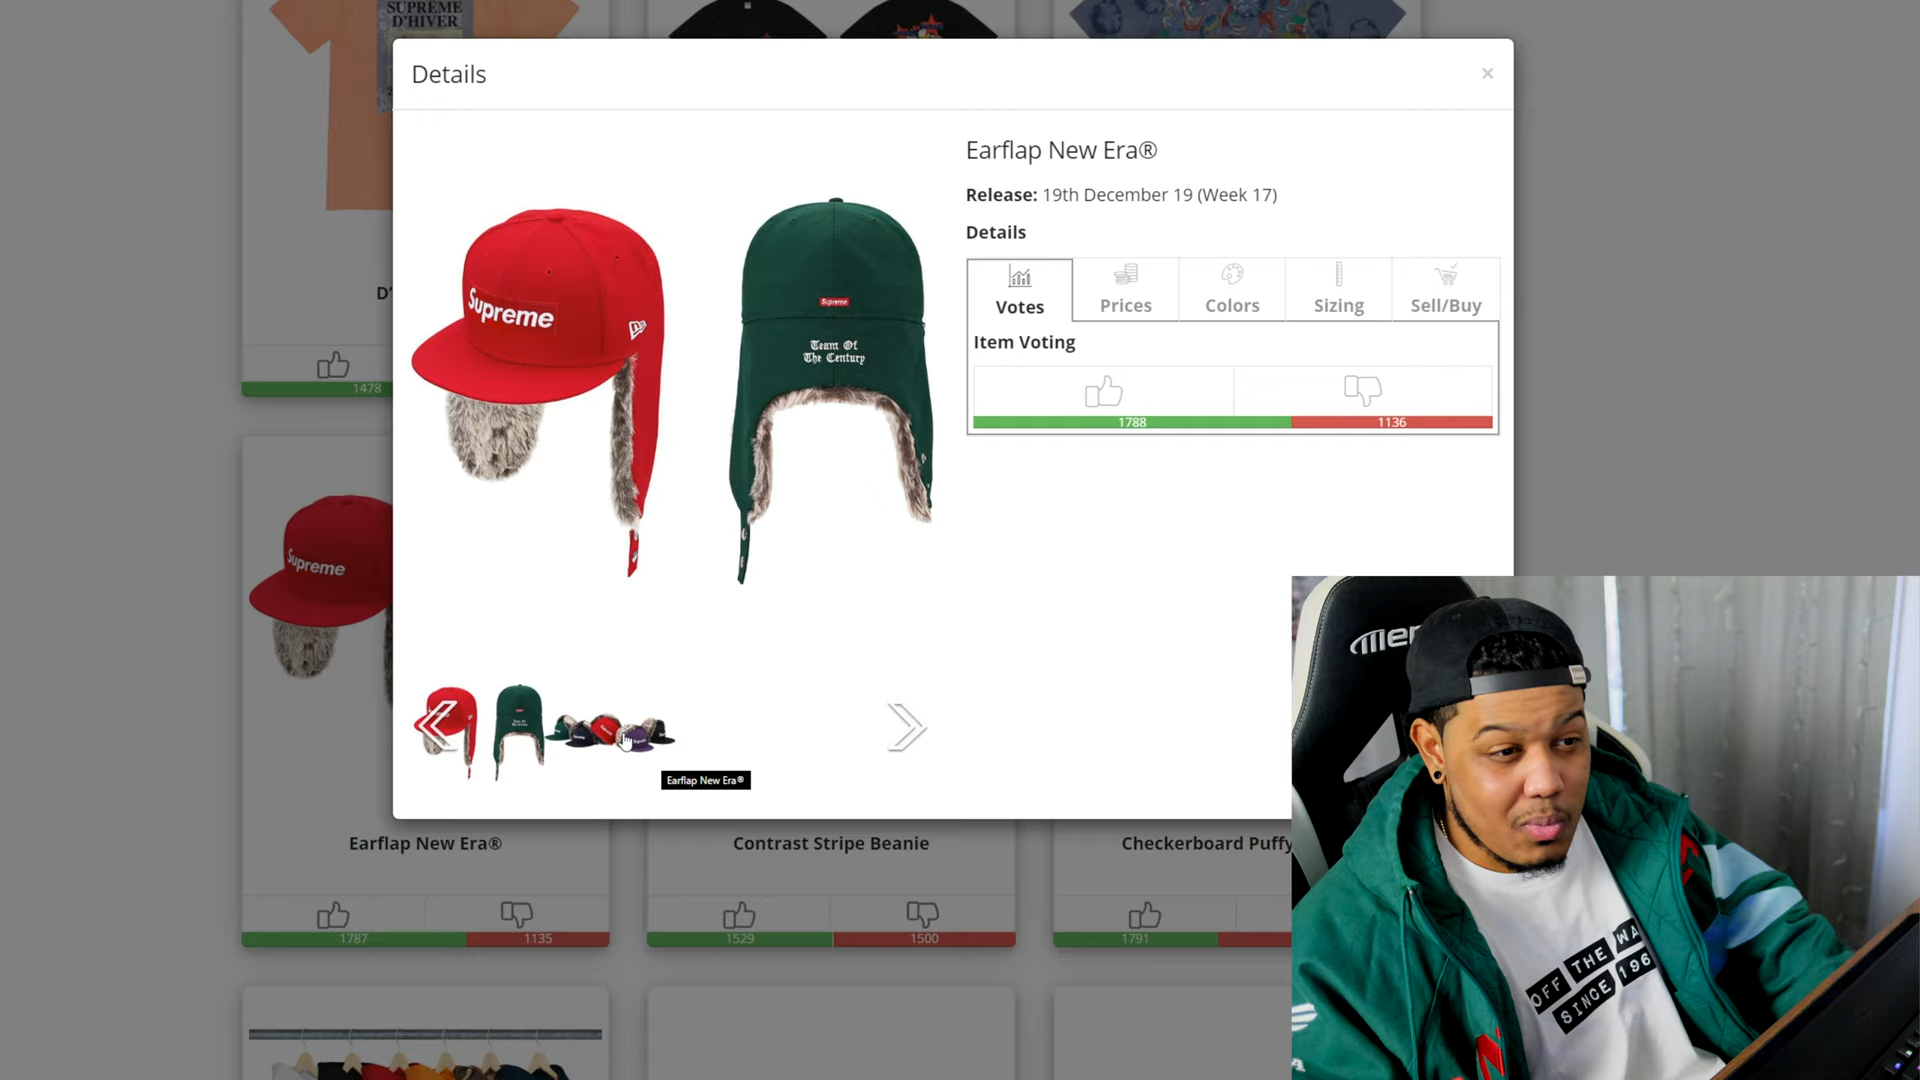 SUPRÊME
D'HIVER
Details
×
Earflap New Era®
Release: 19th December 19 (Week 17)
Details
Votes
Prices
Colors
Sizing
Sell/Buy
Item Voting
1788
1136
Supreme
Supreme
Team Of
The Century
Earflap New Era®
D'
1478
Supreme
Earflap New Era®
Contrast Stripe Beanie
Checkerboard Puffy
1787
1135
1529
1500
1791
OFF THE WA
SINCE 196